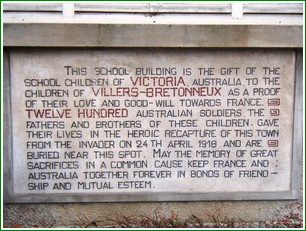 THIS SCHOOL BUILDING IS THE GIFT OF THE
SCHOOL CHILDREN OF VICTORIA, AUSTRALIA TO THE
CHILDREN OF VILLERS-BRETONNEUX AS A PROOF
OF THEIR LOVE AND GOOD-WILL TOWARDS FRANCE.
TWELVE HUNDRED AUSTRALIAN SOLDIERS, THE
FATHERS AND BROTHERS OF THESE CHILDREN, GAVE
THEIR LIVES IN THE HEROIC RECAPTURE OF THIS TOWN
FROM THE INVADER ON 24TH APRIL 1918, AND ARE
BURIED NEAR THIS SPOT. MAY THE MEMORY OF GREAT
SACRIFICES IN A COMMON CAUSE KEEP FRANCE AND
AUSTRALIA TOGETHER FOREVER IN BONDS OF FRIEND-
SHIP AND MUTUAL ESTEEM.